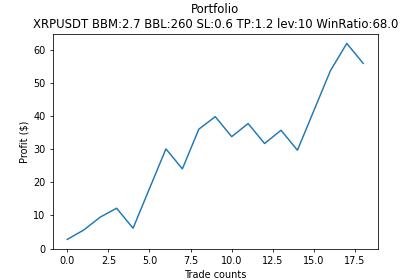 Portfolio
XRPUSDT BBM:2.7 BBL:260 SL:0.6 TP:1.2 lev:10 WinRatio:68.0
60
50
40
30
20
10
0
Profit ($)
0.0 2.5 5.0 7.5 10.0 12.5 15.0 17.5
Trade counts